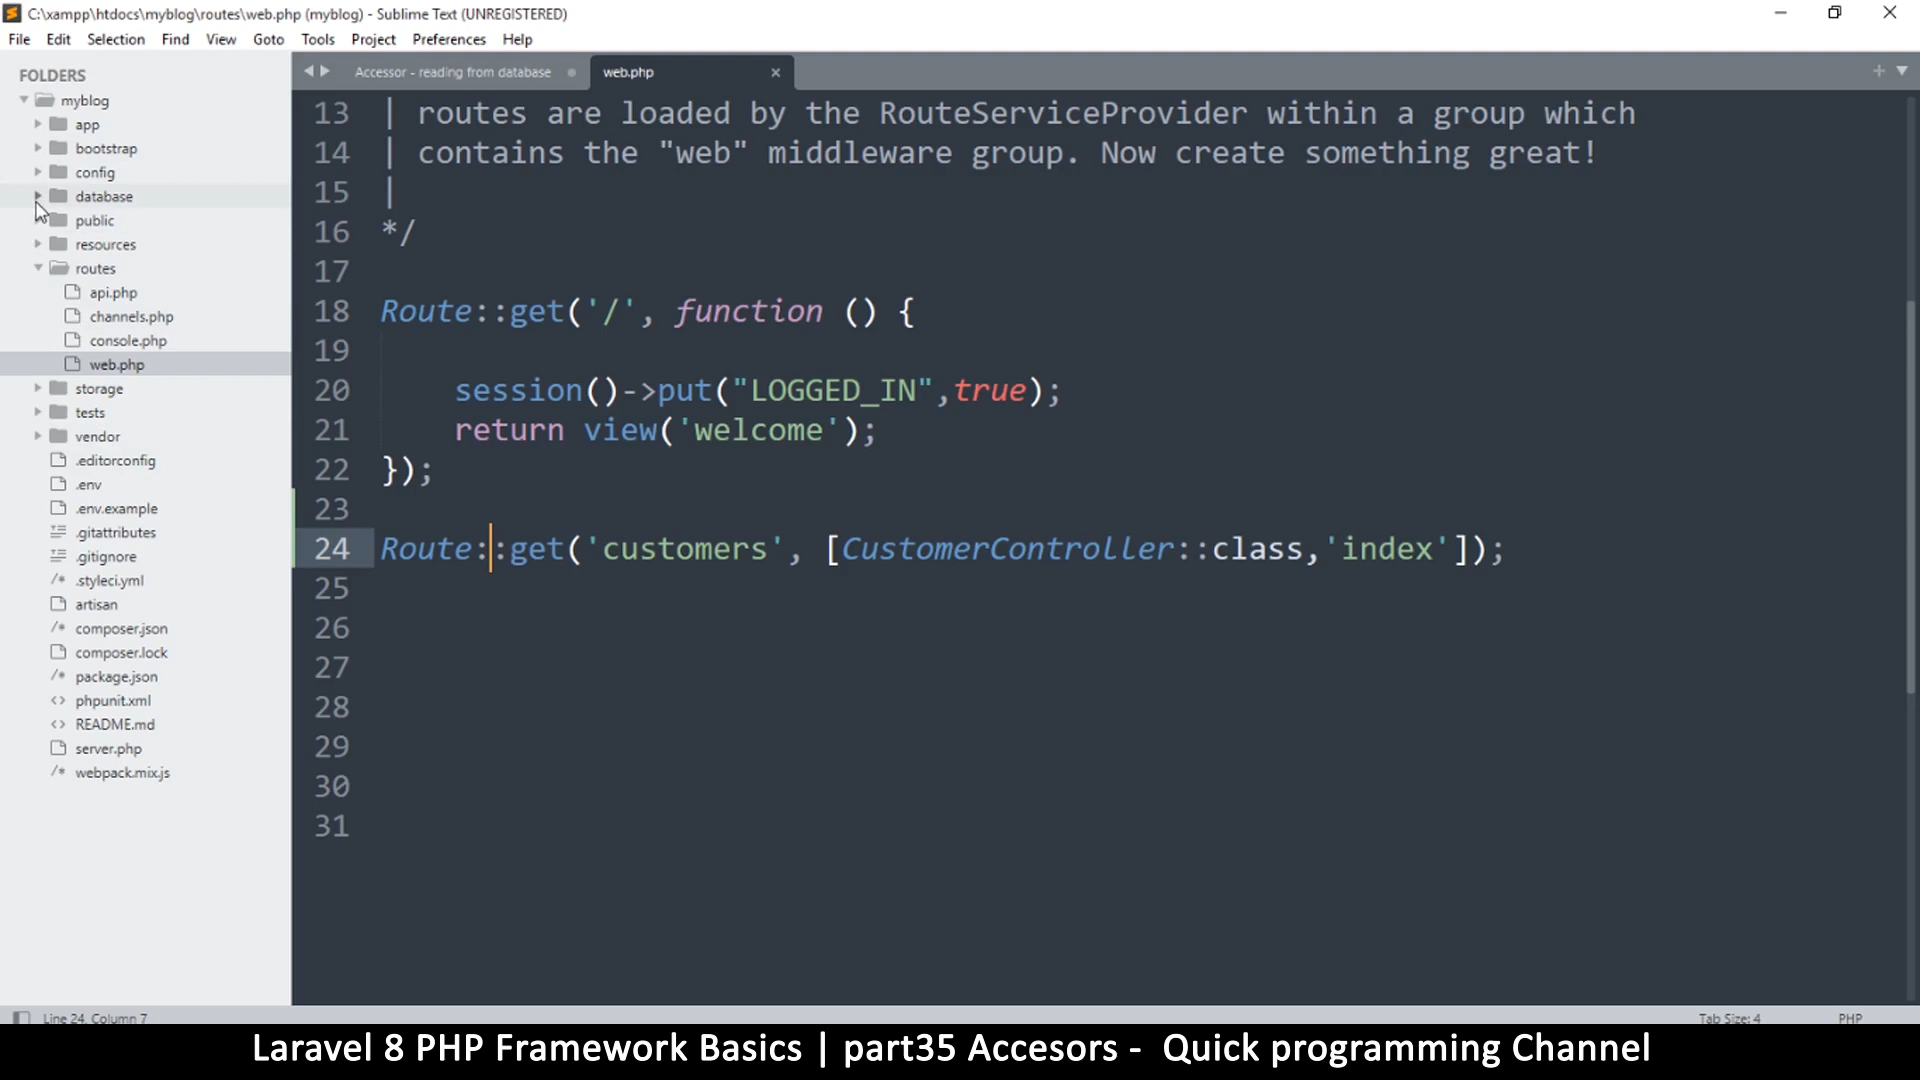 C:\xampp\htdocs\myblog\routes\web.php (myblog) - Sublime Text (UNREGISTERED)
File Edit Selection Find View Goto Tools Project Preferences Help
FOLDERS
myblog
app
bootstrap
config
database
public
resources
routes
api.php
channels.php
console.php
web.php
storage
tests
vendor
.editorconfig
.env
.env.example
.gitattributes
.gitignore
.styleci.yml
artisan
composer.json
composer.lock
package.json
phpunit.xml
README.md
server.php
webpack.mix.js
Accessor - reading from database
web.php
13 | routes are loaded by the RouteServiceProvider within a group which
14 | contains the "web" middleware group. Now create something great!
15 |
16 */
17
18 Route::get('/', function () {
19
20 session()->put("LOGGED_IN",true);
21 return view('welcome');
22 });
23
24 Route::get('customers', [CustomerController::class,'index']);
25
26
27
28
29
30
31
Line 24, Column 7
Tab Size: 4
PHP
Laravel 8 PHP Framework Basics | part35 Accesors - Quick programming Channel